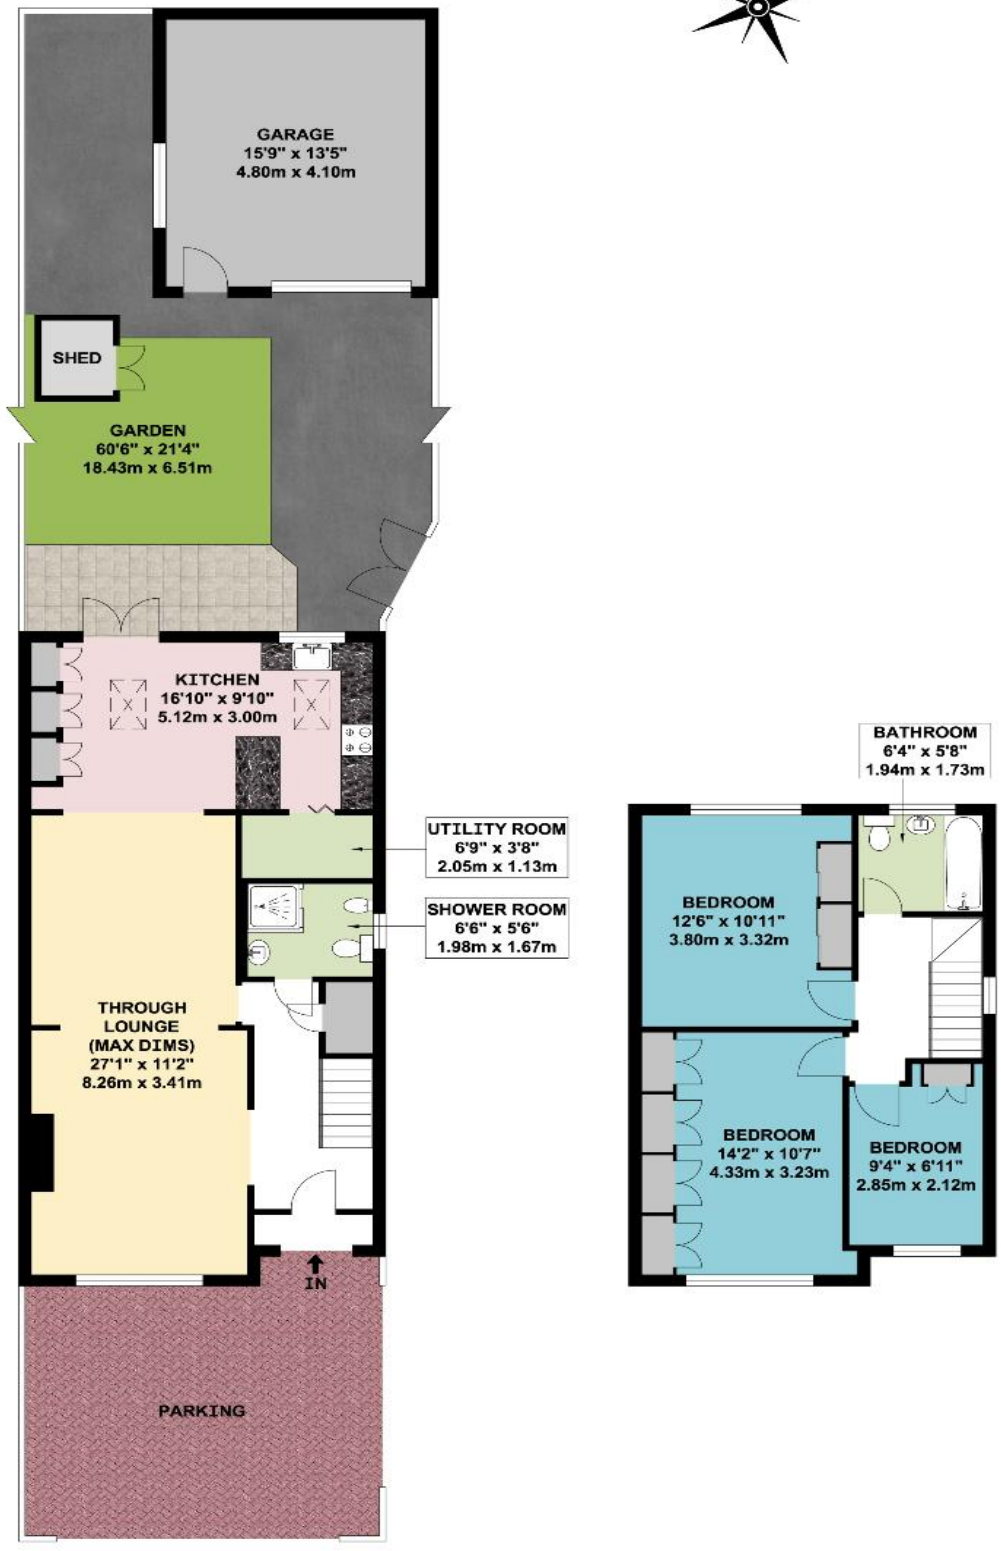 GARAGE
15'9" x 13'5"
4.80m x 4.10m
SHED
GARDEN
60'6" x 21'4"
18.43m x 6.51m
KITCHEN
16'10" x 9'10"
5.12m x 3.00m
UTILITY ROOM
6'9" x 3'8"
2.05m x 1.13m
SHOWER ROOM
6'6" x 5'6"
1.98m x 1.67m
THROUGH
LOUNGE
(MAX DIMS)
27'1" x 11'2"
8.26m x 3.41m
IN
PARKING
BATHROOM
6'4" x 5'8"
1.94m x 1.73m
BEDROOM
12'6" x 10'11"
3.80m x 3.32m
BEDROOM
14'2" x 10'7"
4.33m x 3.23m
BEDROOM
9'4" x 6'11"
2.85m x 2.12m